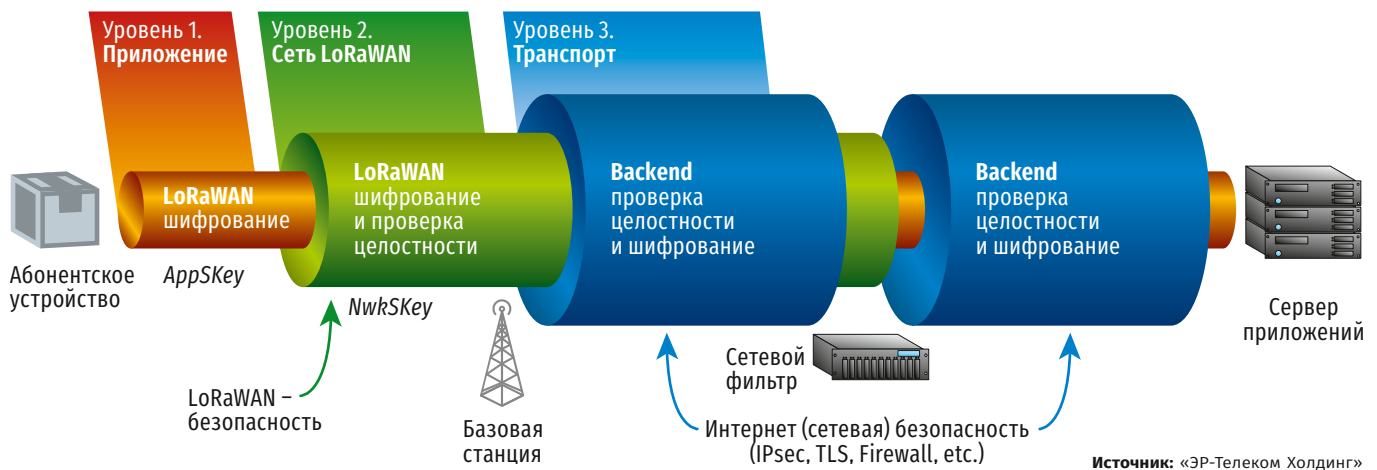 Уровень 1.
Приложение
Уровень 2.
Сеть LoRaWAN
Уровень 3.
Транспорт
LoRaWAN
шифрование
LoRaWAN
шифрование
и проверка
целостности
Backend
проверка
целостности
и шифрование
Backend
проверка
целостности
и шифрование
Абонентское
устройство
AppSKey
NwkSKey
LoRaWAN –
безопасность
Базовая
станция
Сетевой
фильтр
Интернет (сетевая) безопасность
(IPsec, TLS, Firewall, etc.)
Сервер
приложений
Источник: «ЭР-Телеком Холдинг»